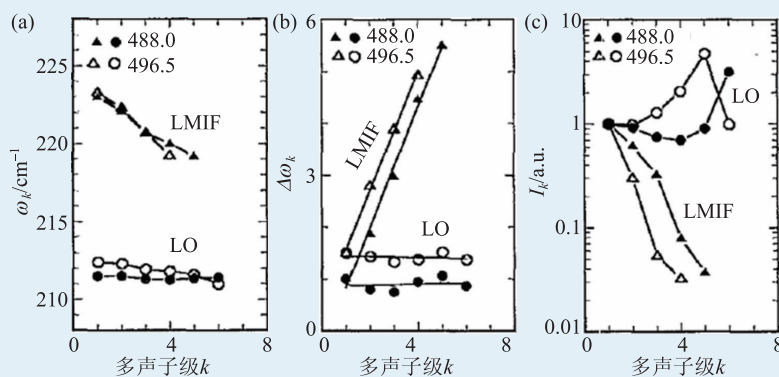 (a)
▲ ● 488.0
△ ○ 496.5
LMIF
LO
225
222
219
213
210
0 4 8
ω_k/cm⁻¹
多声子级k
(b)
▲ ● 488.0
△ ○ 496.5
LMIF
LO
6
3
0
0 4 8
Δω_k
多声子级k
(c)
▲ ● 488.0
△ ○ 496.5
LO
LMIF
10
1
0.1
0.01
0 4 8
I_k/a.u.
多声子级k